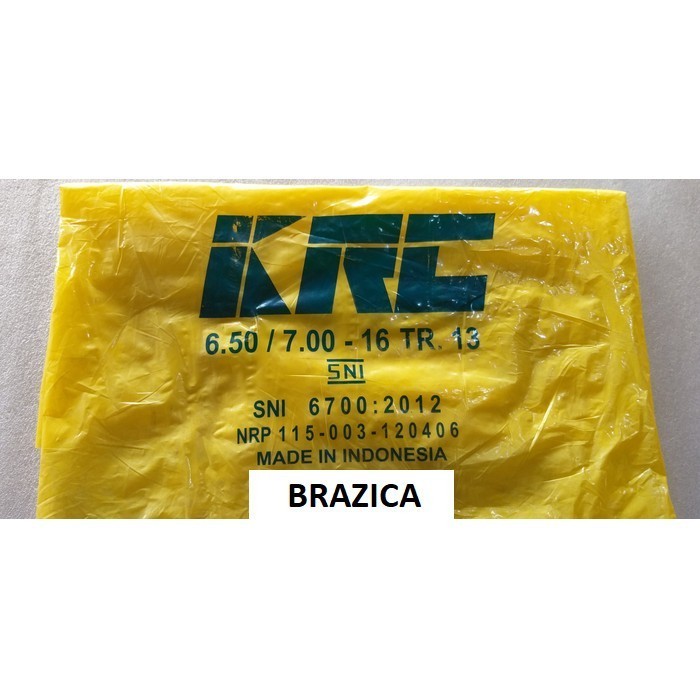 KRC
6.50 / 7.00 - 16 TR. 13
SNI
SNI 6700:2012
NRP 115-003-120406
MADE IN INDONESIA
BRAZICA